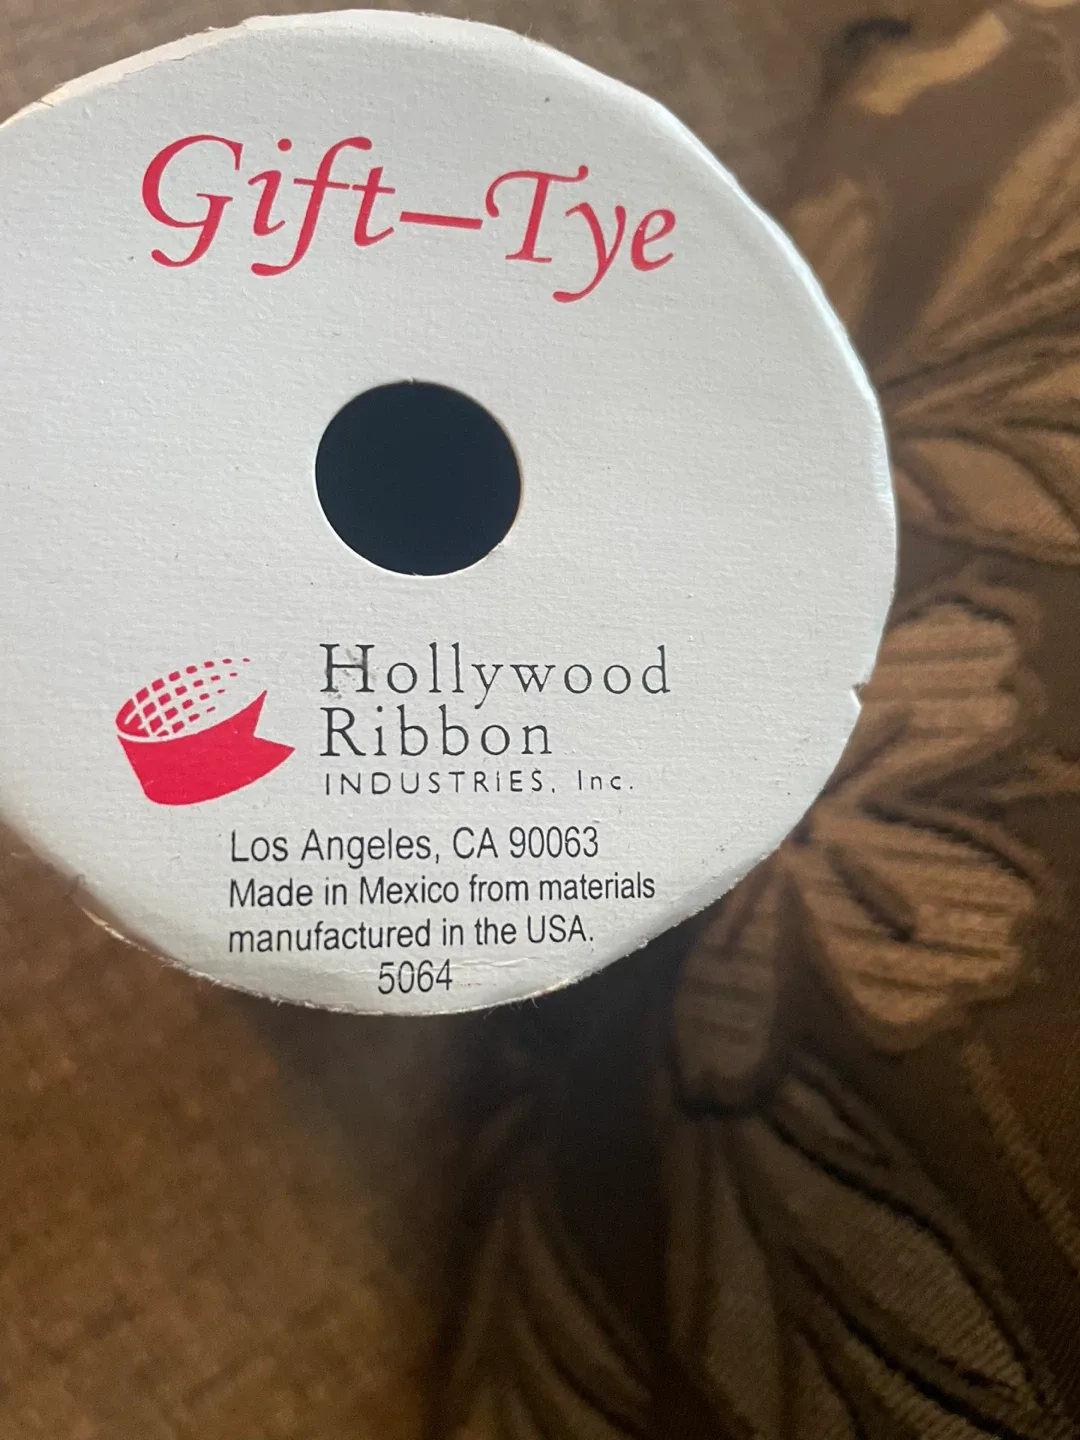 Gift–Tye
Hollywood
Ribbon
INDUSTRIES, Inc.
Los Angeles, CA 90063
Made in Mexico from materials
manufactured in the USA.
5064